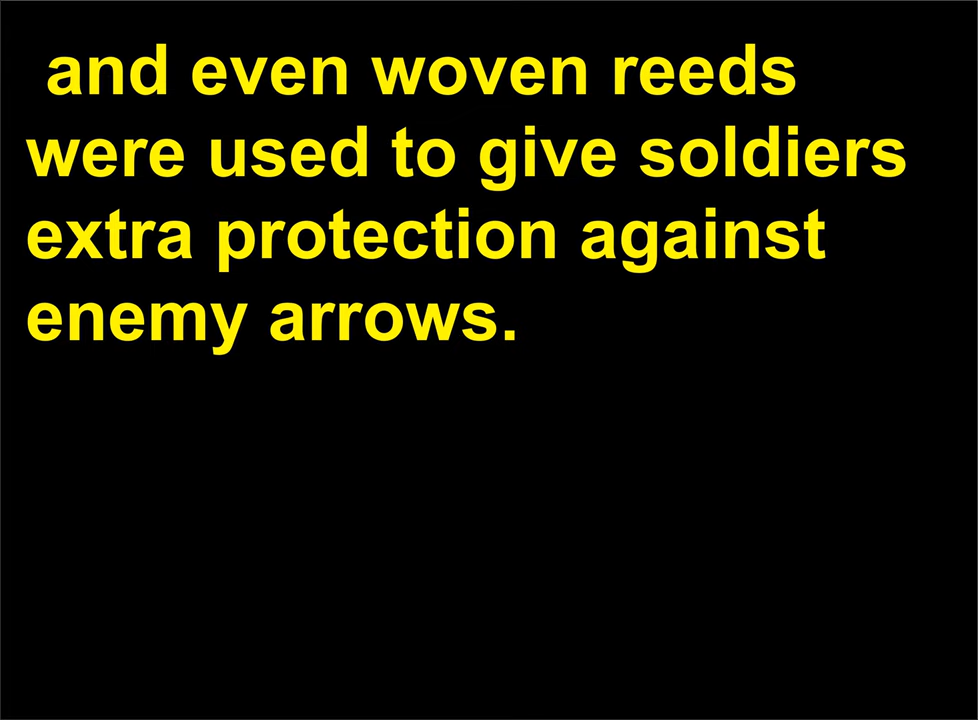 and even woven reeds
were used to give soldiers
extra protection against
enemy arrows.